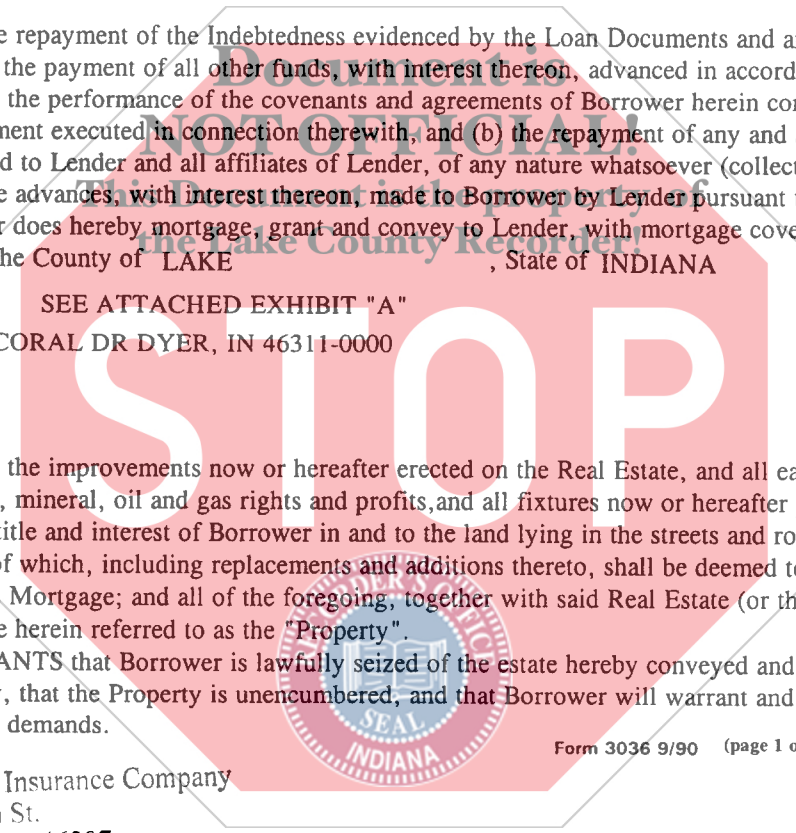 e repayment of the Indebtedness evidenced by the Loan Documents and a
Document is
the payment of all other funds, with interest thereon, advanced in accord
the performance of the covenants and agreements of Borrower herein co
NOT OFFICIAL!
ment executed in connection therewith, and (b) the repayment of any and
d to Lender and all affiliates of Lender, of any nature whatsoever (collect
This Document is the property of
e advances, with interest thereon, made to Borrower by Lender pursuant
r does hereby mortgage, grant and convey to Lender, with mortgage cove
the Lake County Recorder!
he County of LAKE , State of INDIANA
SEE ATTACHED EXHIBIT "A"
CORAL DR DYER, IN 46311-0000
STOP
the improvements now or hereafter erected on the Real Estate, and all ea
, mineral, oil and gas rights and profits,and all fixtures now or hereafter
title and interest of Borrower in and to the land lying in the streets and ro
of which, including replacements and additions thereto, shall be deemed t
Mortgage; and all of the foregoing, together with said Real Estate (or th
e herein referred to as the "Property".
ANTS that Borrower is lawfully seized of the estate hereby conveyed and
, that the Property is unencumbered, and that Borrower will warrant and
demands.
SEAL
INDIANA
Form 3036 9/90 (page 1 o
Insurance Company
St.